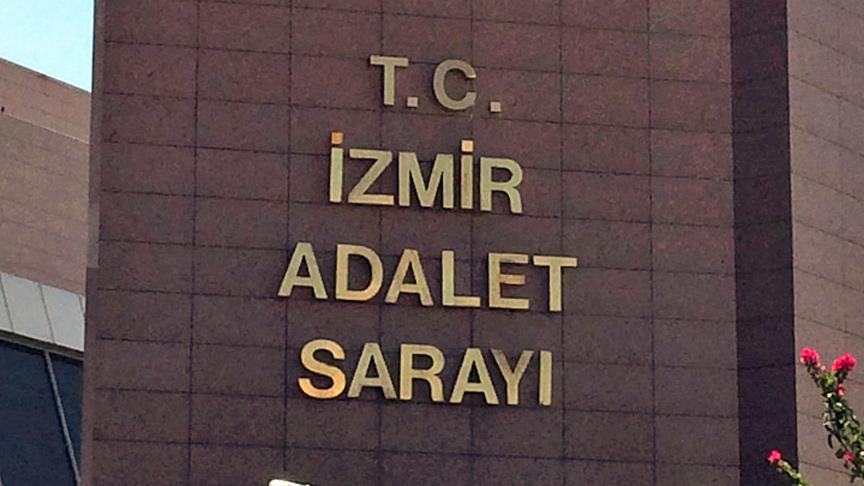 T.C.
İZMİR
ADALET
SARAYI